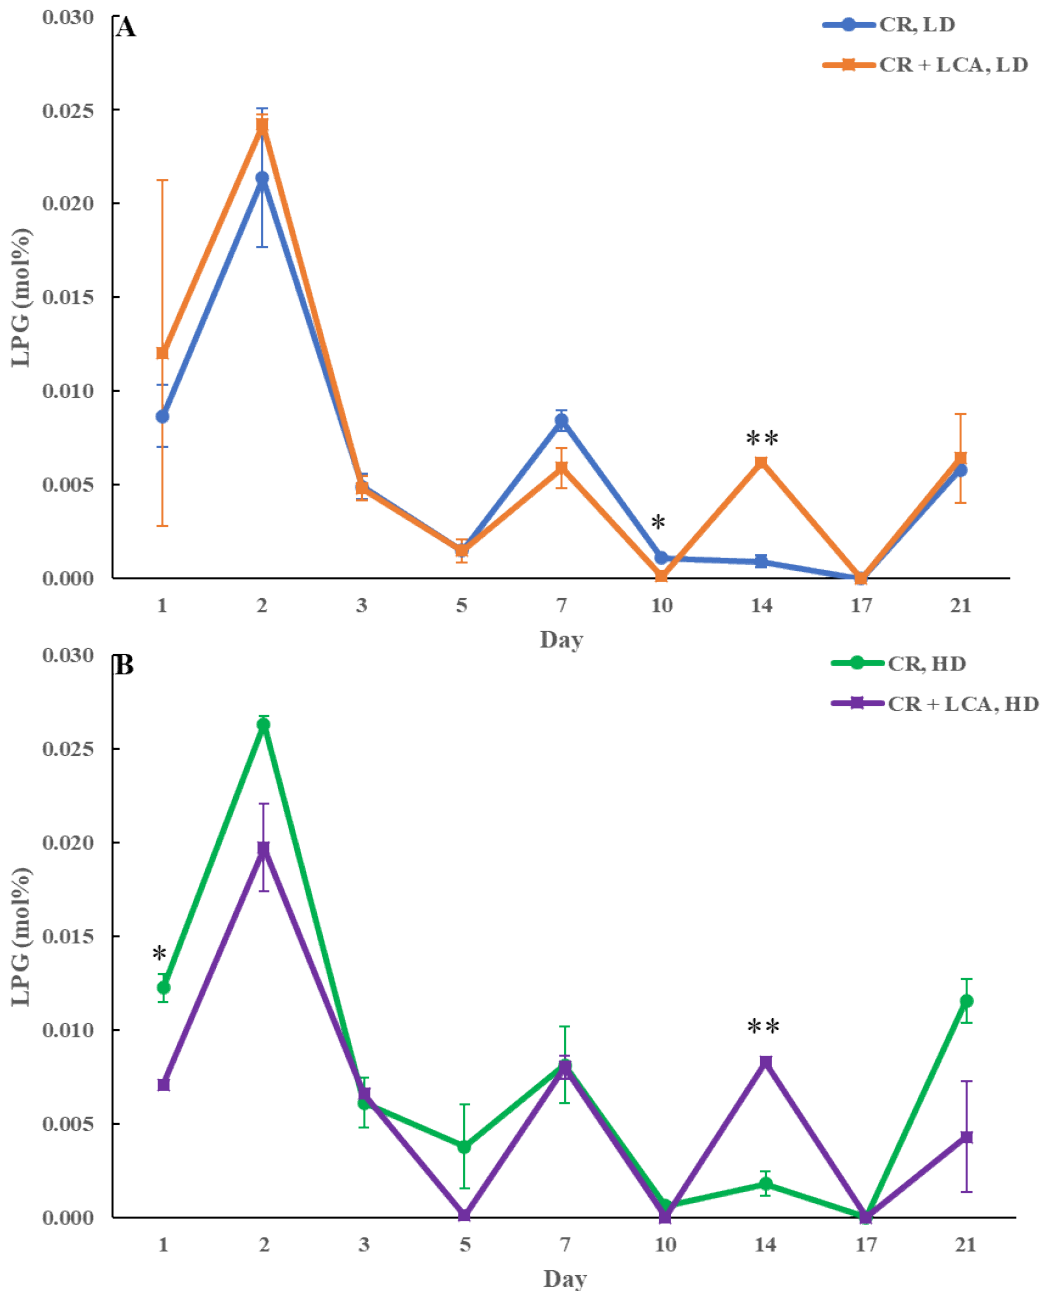 A
CR, LD
CR + LCA, LD
0.030
0.025
0.020
0.015
0.010
0.005
0.000
LPG (mol%)
*
**
1 2 3 5 7 10 14 17 21
Day
B
CR, HD
CR + LCA, HD
0.030
0.025
0.020
0.015
0.010
0.005
0.000
LPG (mol%)
*
**
1 2 3 5 7 10 14 17 21
Day